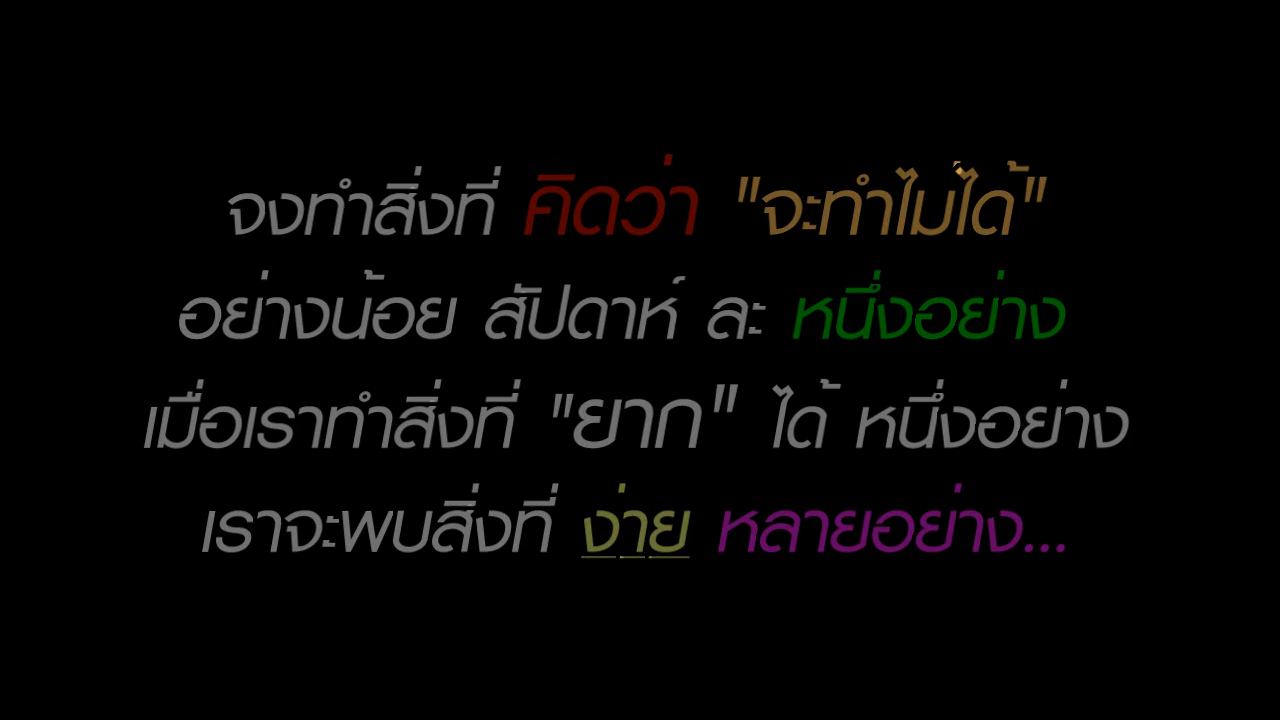 จงทำสิ่งที่ คิดว่า "จะทำไม่ได้"
อย่างน้อย สัปดาห์ ละ หนึ่งอย่าง
เมื่อเราทำสิ่งที่ "ยาก" ได้ หนึ่งอย่าง
เราจะพบสิ่งที่ ง่าย หลายอย่าง...